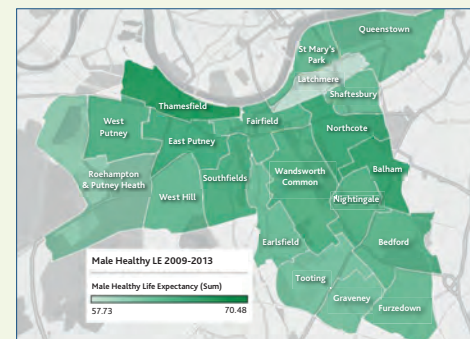 Queenstown
St Mary's
Park
Latchmere
Shaftesbury
Thamesfield
Fairfield
West
Putney
East Putney
Northcote
Roehampton
& Putney Heath
West Hill
Southfields
Wandsworth
Common
Balham
Nightingale
Earlsfield
Bedford
Tooting
Graveney
Furzedown
Male Healthy LE 2009-2013
Male Healthy Life Expectancy (Sum)
57.73 70.48